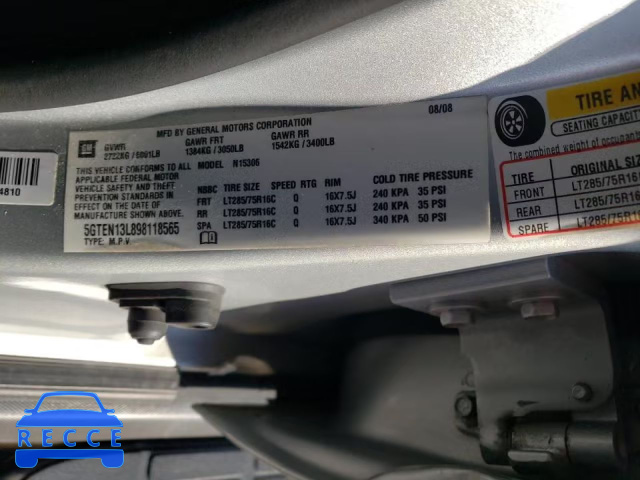 MFD BY GENERAL MOTORS CORPORATION 08/08
GM GVWR GAWR FRT GAWR RR
2722KG / 6001LB 1384KG / 3050LB 1542KG / 3400LB
THIS VEHICLE CONFORMS TO ALL MODEL N15306
APPLICABLE FEDERAL MOTOR
VEHICLE SAFETY AND THEFT
PREVENTION STANDARDS IN
EFFECT ON THE DATE OF
MANUFACTURE SHOWN ABOVE.
5GTEN13L898118565
TYPE: M.P.V
COLD TIRE PRESSURE
NBBC TIRE SIZE SPEED RTG RIM
FRT LT285/75R16C Q 16X7.5J 240 KPA 35 PSI
RR LT285/75R16C Q 16X7.5J 240 KPA 35 PSI
SPA LT285/75R16C Q 16X7.5J 340 KPA 50 PSI
4810
TIRE AN
SEATING CAPACITY
TIRE ORIGINAL
FRONT LT285/75R16
REAR LT285/75R16
SPARE LT285/75R16
RECCE